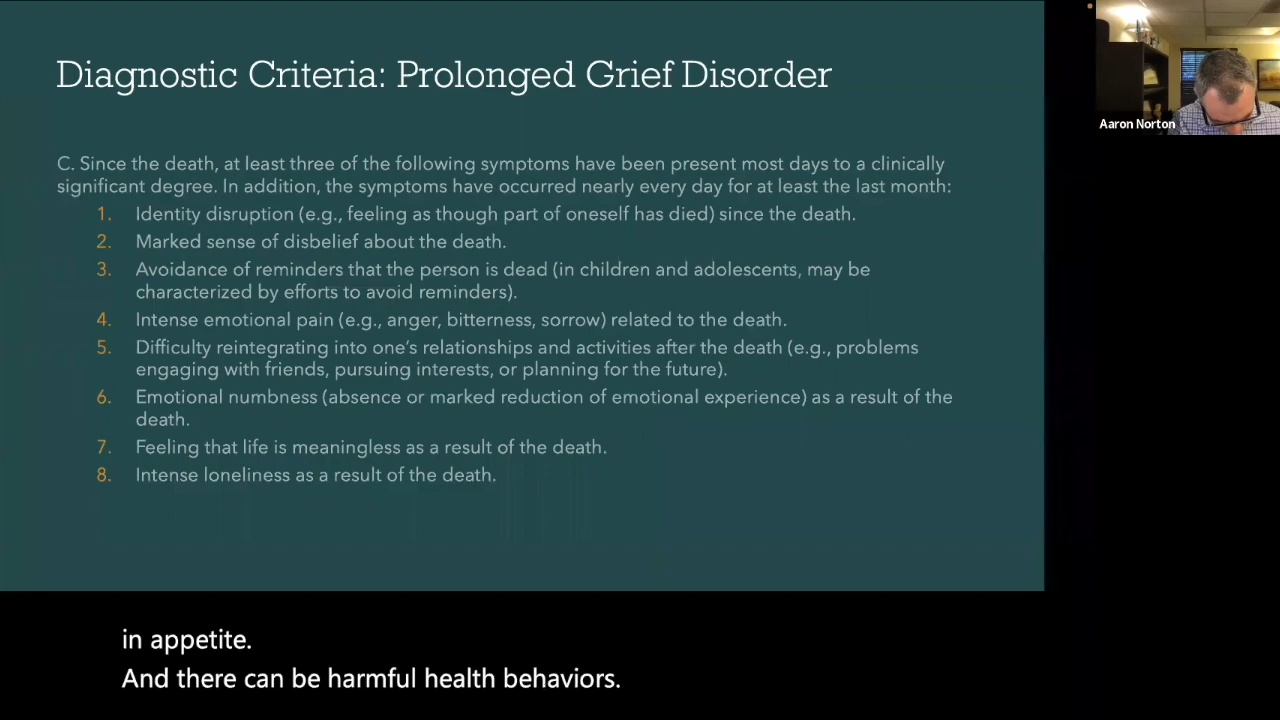 Diagnostic Criteria: Prolonged Grief Disorder
Aaron Norton
C. Since the death, at least three of the following symptoms have been present most days to a clinically
significant degree. In addition, the symptoms have occurred nearly every day for at least the last month:
1. Identity disruption (e.g., feeling as though part of oneself has died) since the death.
2. Marked sense of disbelief about the death.
3. Avoidance of reminders that the person is dead (in children and adolescents, may be
characterized by efforts to avoid reminders).
4. Intense emotional pain (e.g., anger, bitterness, sorrow) related to the death.
5. Difficulty reintegrating into one's relationships and activities after the death (e.g., problems
engaging with friends, pursuing interests, or planning for the future).
6. Emotional numbness (absence or marked reduction of emotional experience) as a result of the
death.
7. Feeling that life is meaningless as a result of the death.
8. Intense loneliness as a result of the death.
in appetite.
And there can be harmful health behaviors.